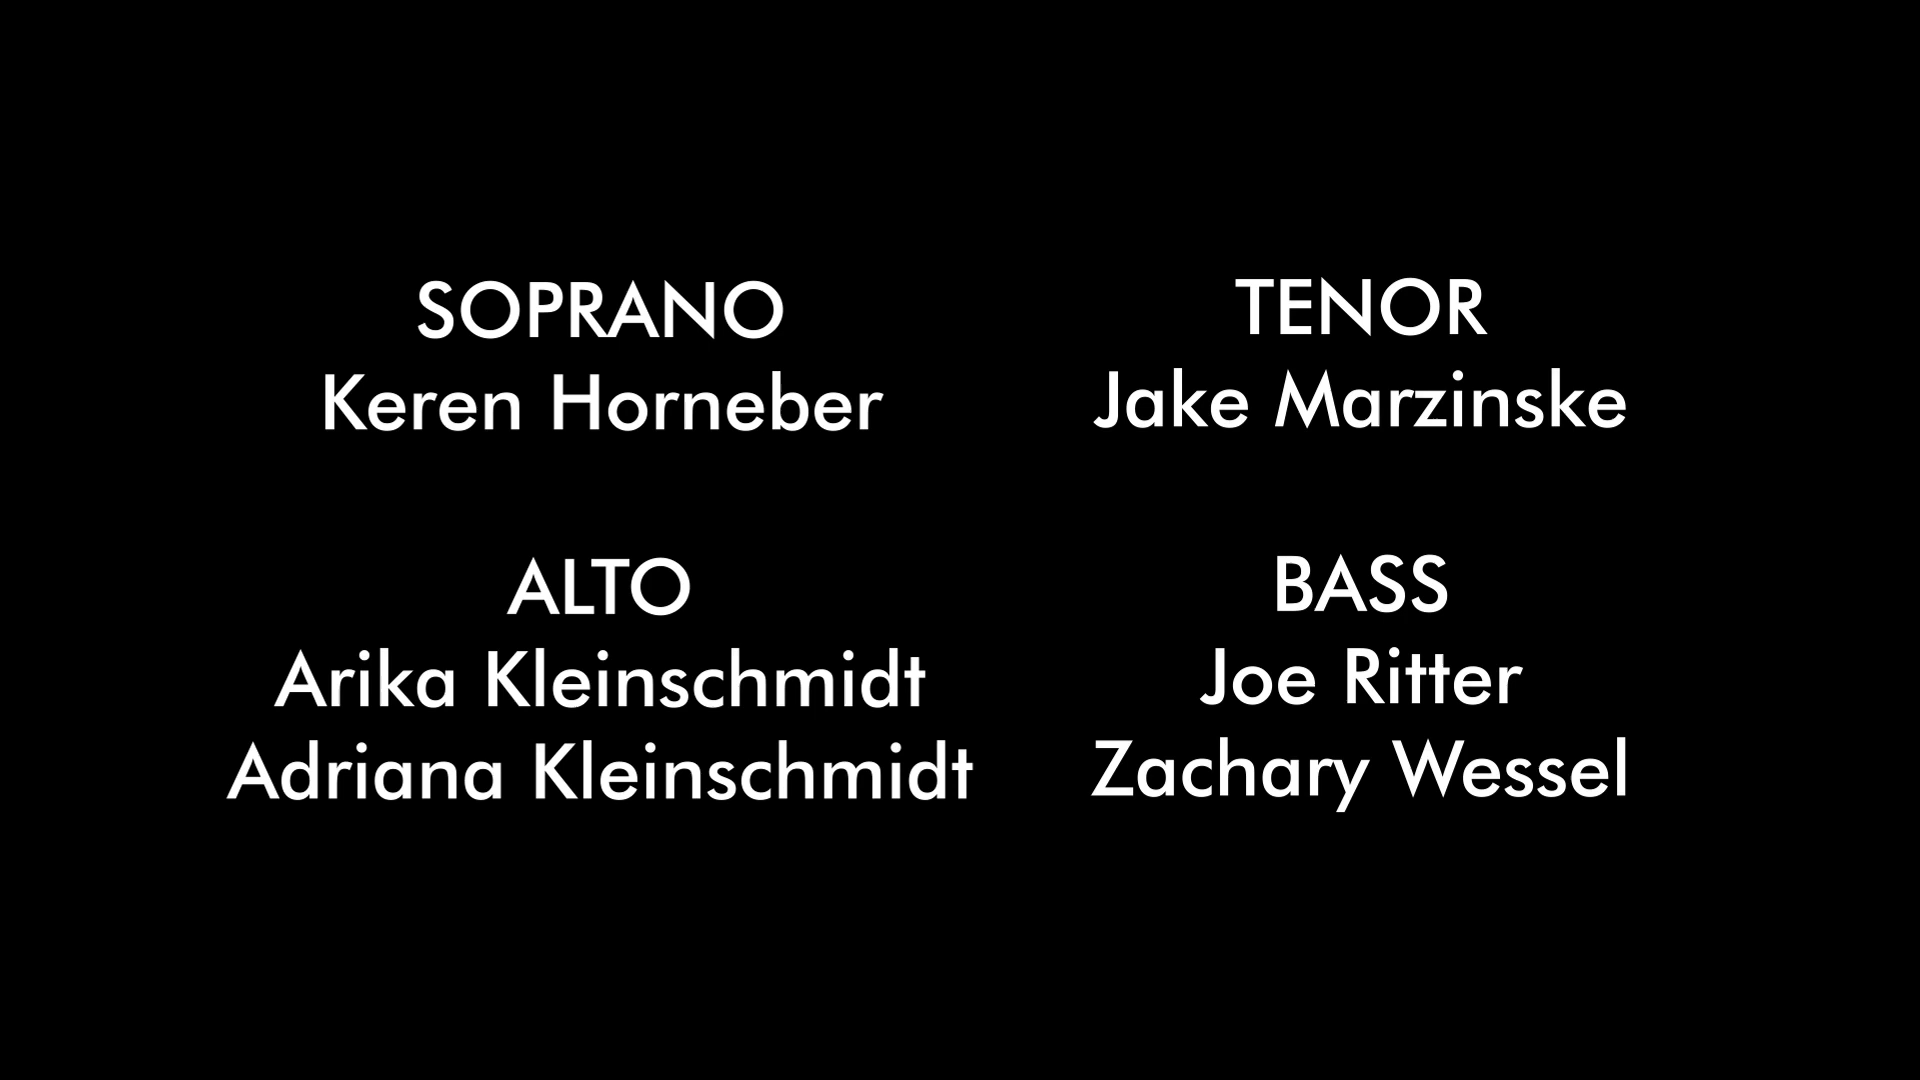 SOPRANO
Keren Horneber
ALTO
Arika Kleinschmidt
Adriana Kleinschmidt
TENOR
Jake Marzinske
BASS
Joe Ritter
Zachary Wessel